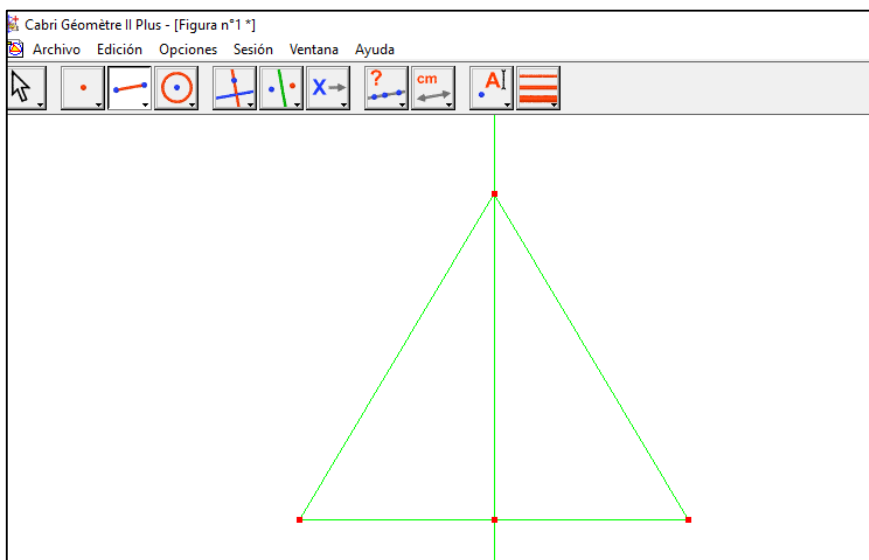 Cabri Géomètre II Plus - [Figura n°1 *]
Archivo Edición Opciones Sesión Ventana Ayuda
X ? cm A